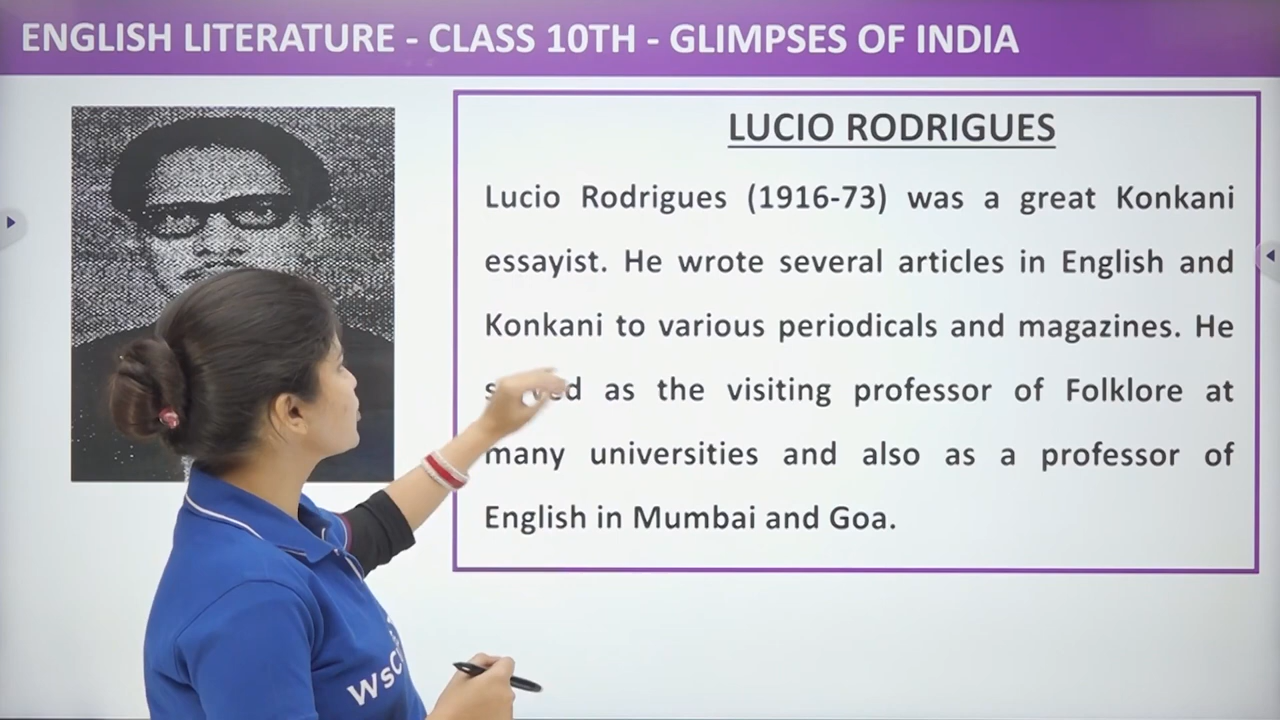 ENGLISH LITERATURE - CLASS 10TH - GLIMPSES OF INDIA
LUCIO RODRIGUES
Lucio Rodrigues (1916-73) was a great Konkani
essayist. He wrote several articles in English and
Konkani to various periodicals and magazines. He
as the visiting professor of Folklore at
many universities and also as a professor of
English in Mumbai and Goa.